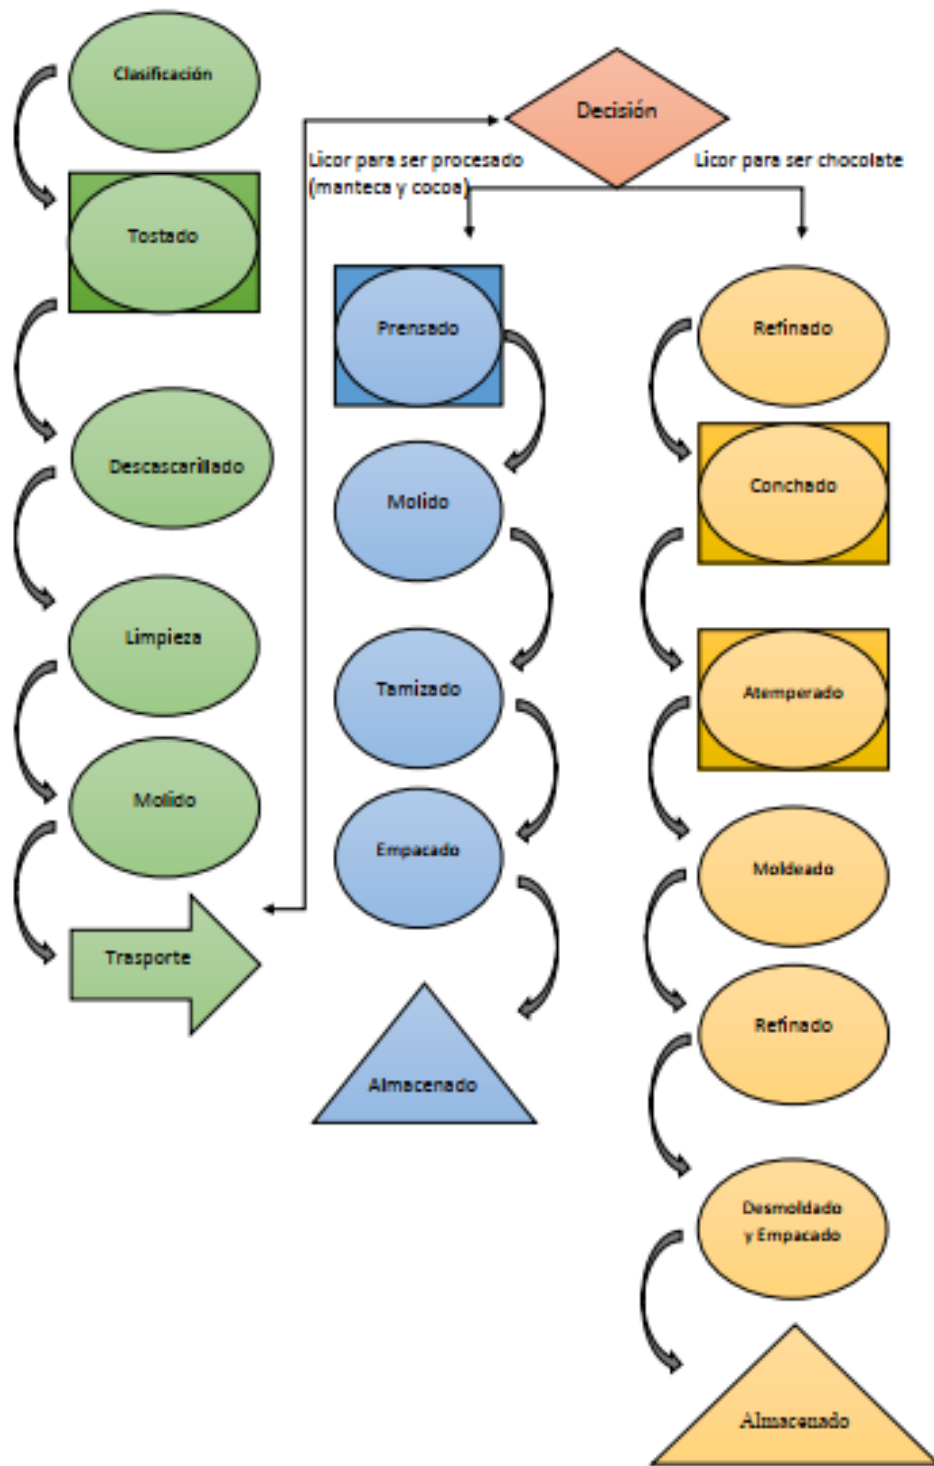 Clasificación
Tostado
Descascarillado
Limpieza
Molido
Trasporte
Decisión
Licor para ser procesado
(manteca y cocoa)
Licor para ser chocolate
Prensado
Molido
Tamizado
Empacado
Almacenado
Refinado
Conchado
Atemperado
Moldeado
Refinado
Desmoldado
y Empacado
Almacenado